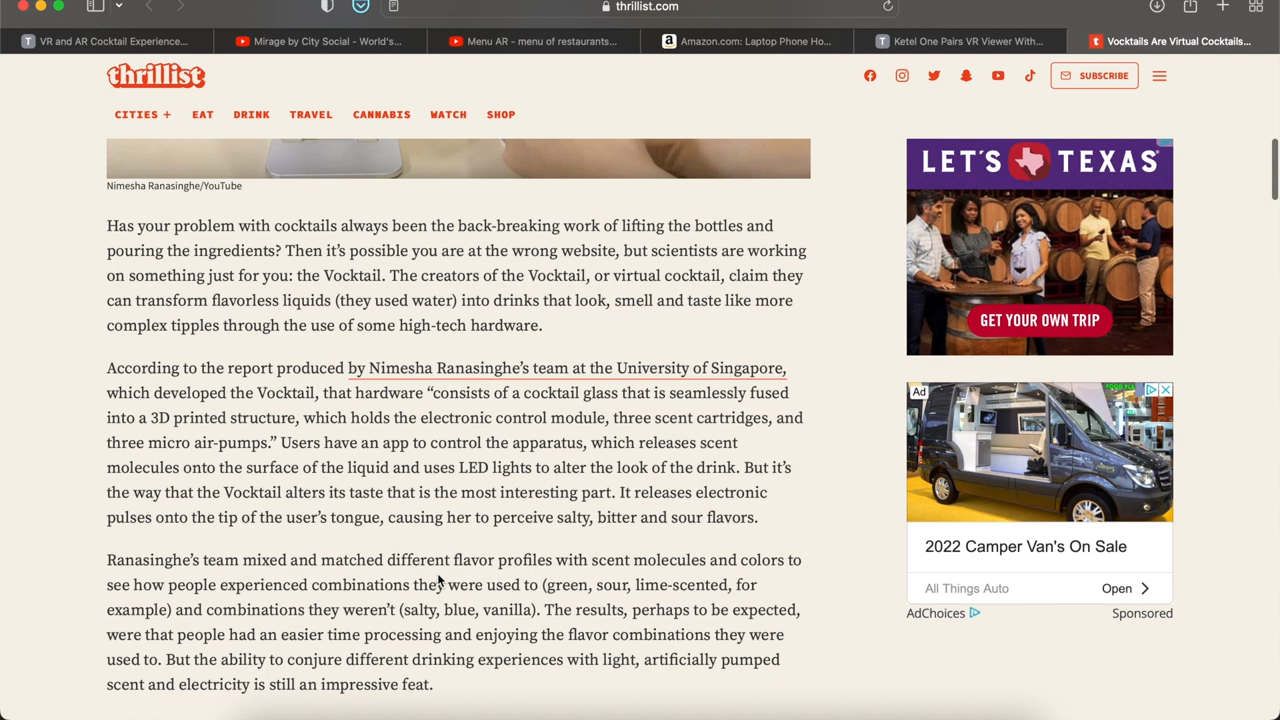 thrillist.com
VR and AR Cocktail Experience...
Mirage by City Social - World's...
Menu AR - menu of restaurants...
Amazon.com: Laptop Phone Ho...
Ketel One Pairs VR Viewer With...
Vocktails Are Virtual Cocktails...
thrillist
SUBSCRIBE
CITIES +
EAT
DRINK
TRAVEL
CANNABIS
WATCH
SHOP
Nimesha Ranasinghe/YouTube
Has your problem with cocktails always been the back-breaking work of lifting the bottles and
pouring the ingredients? Then it's possible you are at the wrong website, but scientists are working
on something just for you: the Vocktail. The creators of the Vocktail, or virtual cocktail, claim they
can transform flavorless liquids (they used water) into drinks that look, smell and taste like more
complex tipples through the use of some high-tech hardware.
According to the report produced by Nimesha Ranasinghe's team at the University of Singapore,
which developed the Vocktail, that hardware “consists of a cocktail glass that is seamlessly fused
into a 3D printed structure, which holds the electronic control module, three scent cartridges, and
three micro air-pumps.” Users have an app to control the apparatus, which releases scent
molecules onto the surface of the liquid and uses LED lights to alter the look of the drink. But it's
the way that the Vocktail alters its taste that is the most interesting part. It releases electronic
pulses onto the tip of the user's tongue, causing her to perceive salty, bitter and sour flavors.
Ranasinghe's team mixed and matched different flavor profiles with scent molecules and colors to
see how people experienced combinations they were used to (green, sour, lime-scented, for
example) and combinations they weren't (salty, blue, vanilla). The results, perhaps to be expected,
were that people had an easier time processing and enjoying the flavor combinations they were
used to. But the ability to conjure different drinking experiences with light, artificially pumped
scent and electricity is still an impressive feat.
LET'S TEXAS
GET YOUR OWN TRIP
Ad
2022 Camper Van's On Sale
All Things Auto
Open
AdChoices
Sponsored